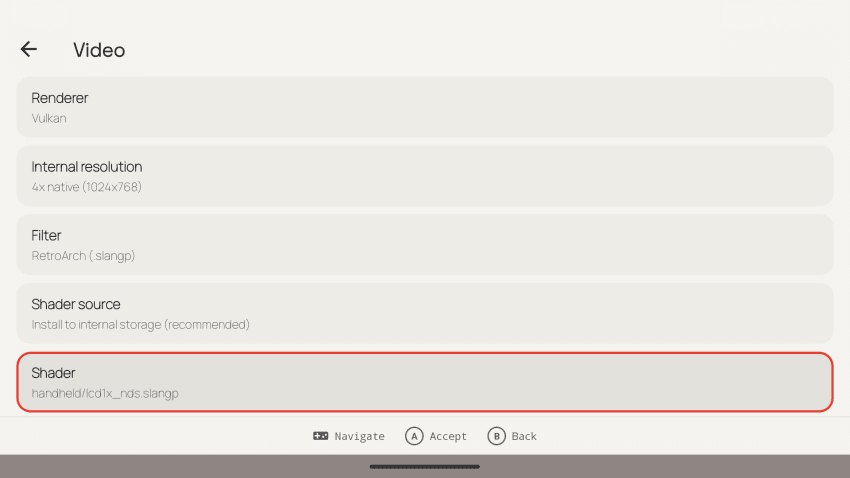 Video
Renderer
Vulkan
Internal resolution
4x native (1024x768)
Filter
RetroArch (.slangp)
Shader source
Install to internal storage (recommended)
Shader
handheld/lcd1x_nds.slangp
Navigate A Accept B Back